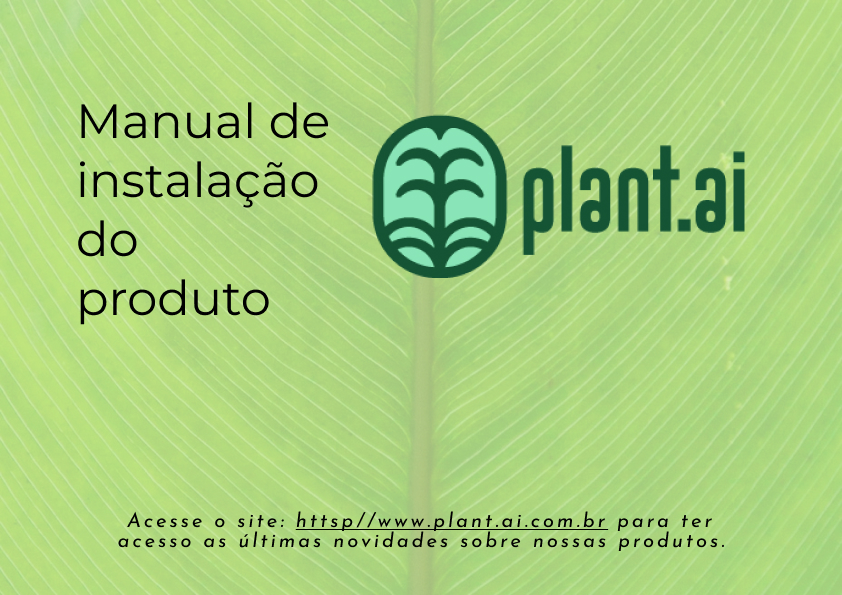 Manual de
instalação
do
produto
plant.ai
Acesse o site: httsp//www.plant.ai.com.br para ter
acesso as últimas novidades sobre nossas produtos.